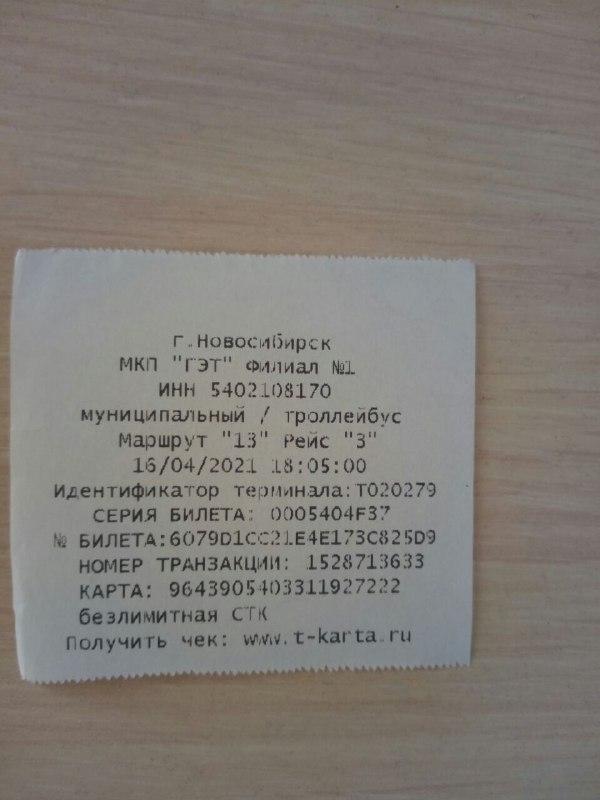 г.Новосибирск
МКП "ГЭТ" Филиал №1
ИНН 5402108170
муниципальный / троллейбус
Маршрут "13" Рейс "3"
16/04/2021 18:05:00
Идентификатор терминала:T020279
СЕРИЯ БИЛЕТА: 0005404F37
№ БИЛЕТА:6079D1CC21E4E173C825D9
НОМЕР ТРАНЗАКЦИИ: 1528713633
КАРТА: 9643905403311927222
безлимитная СТК
Получить чек: www.t-karta.ru